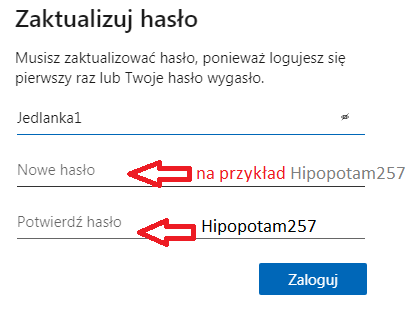 Zaktualizuj hasło
Musisz zaktualizować hasło, ponieważ logujesz się
pierwszy raz lub Twoje hasło wygasło.
Jedlanka1
Nowe hasło na przykład Hipopotam257
Potwierdź hasło Hipopotam257
Zaloguj